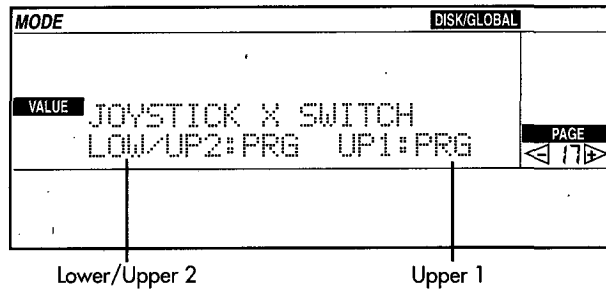 MODE DISK/GLOBAL
VALUE JOYSTICK X SWITCH
LOW/UP2:PRG UP1:PRG
PAGE
- 17 +
Lower/Upper 2 Upper 1